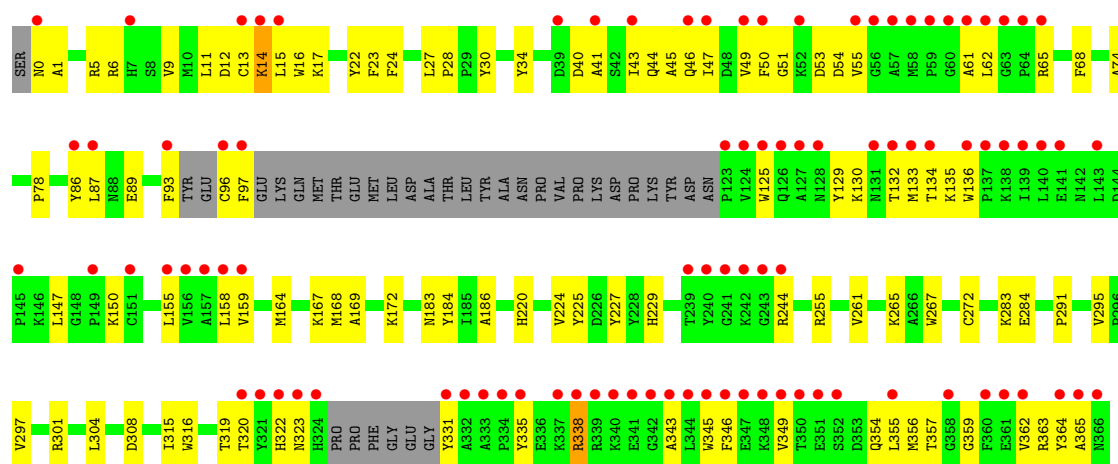 SER N0 A1 R5 R6 H7 S8 V9 M10 L11 D12 C13 K14 L15 W16 K17 Y22 F23 F24 L27 P28 P29 Y30 Y34 D39 D40 A41 S42 I43 Q44 A45 Q46 I47 D48 V49 F50 G51 K52 D53 D54 V55 G56 A57 M58 P59 G60 A61 L62 G63 P64 R65 F68 A74
P78 Y86 L87 N88 E89 F93 TYR GLU C96 F97 GLU LYS GLN MET THR GLU MET LEU ASP ALA THR LEU TYR ALA ASN PRO VAL PRO LYS ASP PRO LYS TYR ASP ASN P123 V124 W125 Q126 A127 N128 Y129 K130 N131 T132 M133 T134 K135 W136 P137 K138 I139 L140 E141 N142 L143
P145 K146 L147 G148 P149 K150 C151 L155 V156 A157 L158 V159 M164 K167 M168 A169 K172 N183 Y184 I185 A186 H220 V224 Y225 D226 Y227 Y228 H229 T239 Y240 G241 K242 G243 R244 R255 V261 K265 A266 W267 C272 K283 E284 P291 V295
V297 R301 L304 D308 I315 W316 T319 T320 Y321 H322 N323 H324 PRO PRO PHE GLY GLU GLY Y331 A332 A333 P334 Y335 E336 K337 R338 R339 K340 E341 G342 A343 L344 W345 F346 E347 K348 V349 T350 E351 S352 D353 Q354 L355 M356 T357 G358 G359 F360 E361 V362 R363 Y364 A365 N366